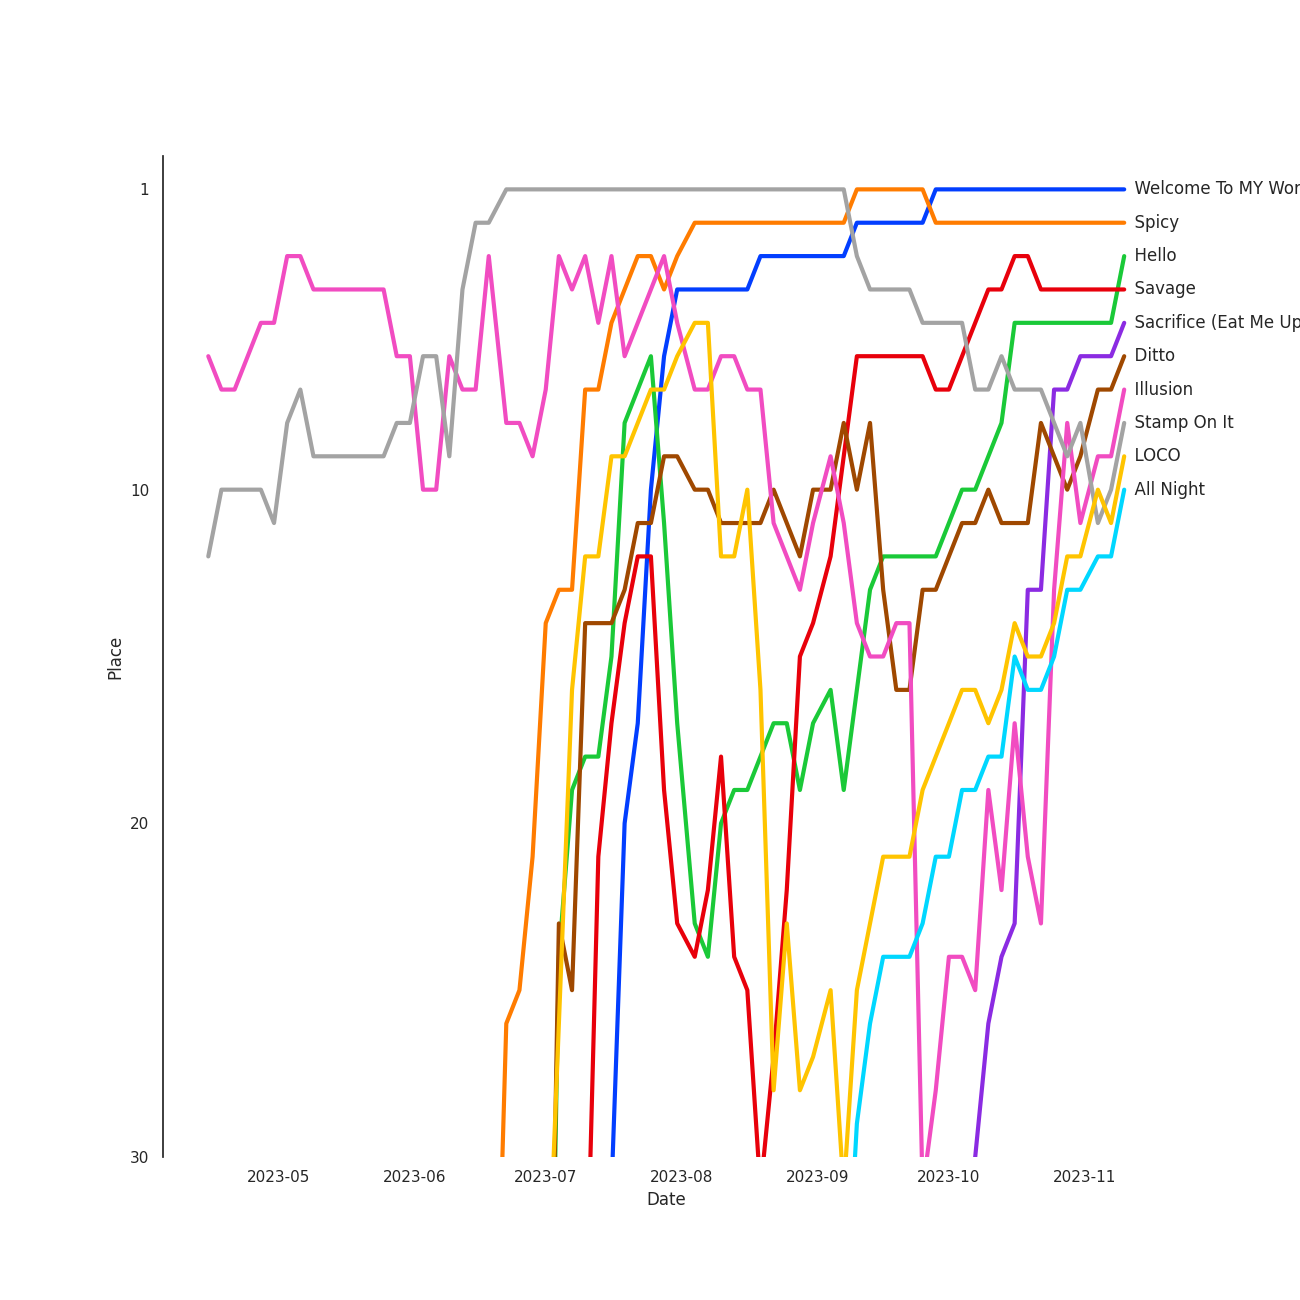 1
10
20
30
Place
2023-05 2023-06 2023-07 2023-08 2023-09 2023-10 2023-11
Date
Welcome To MY Wor
Spicy
Hello
Savage
Sacrifice (Eat Me Up
Ditto
Illusion
Stamp On It
LOCO
All Night